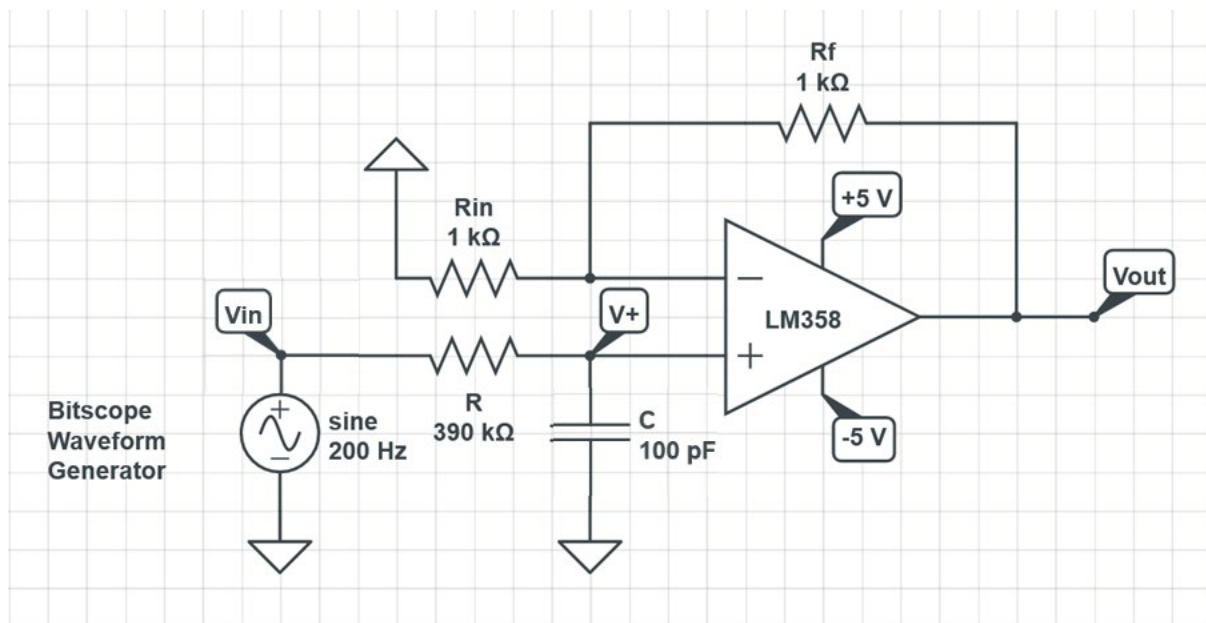 Rf
1 kΩ
+5 V
Rin
1 kΩ
Vout
Vin
V+
LM358
R
390 kΩ
Bitscope
Waveform
Generator
sine
200 Hz
C
100 pF
-5 V